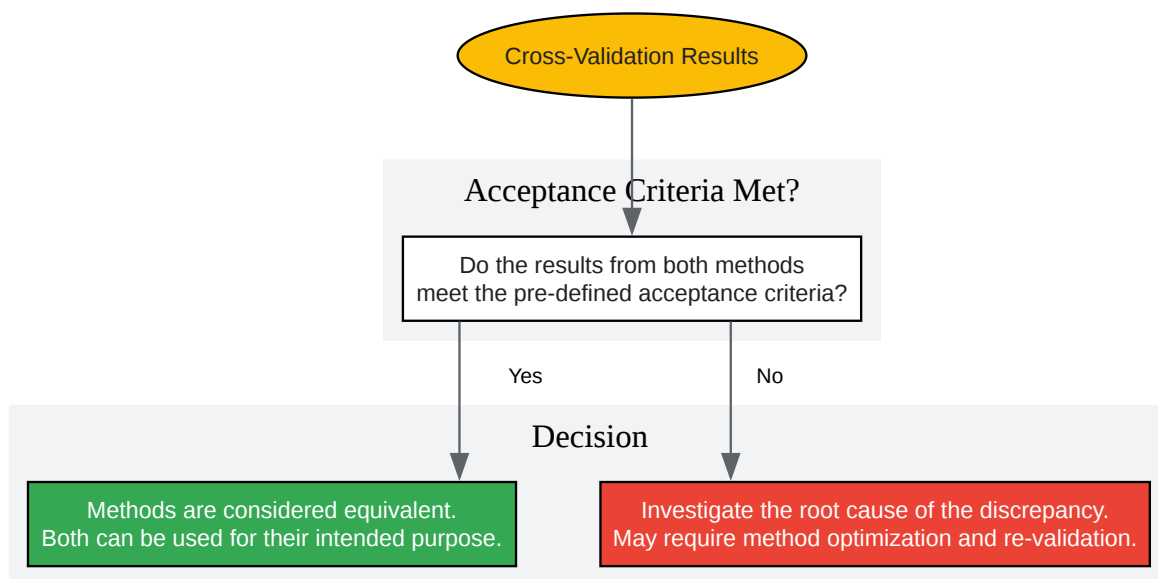 Cross-Validation Results
Acceptance Criteria Met?
Do the results from both methods
meet the pre-defined acceptance criteria?
Yes
No
Decision
Methods are considered equivalent.
Both can be used for their intended purpose.
Investigate the root cause of the discrepancy.
May require method optimization and re-validation.